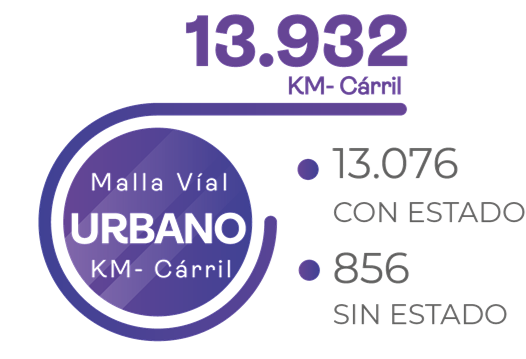 13.932
KM- Cárril
Malla Víal
URBANO
KM- Cárril
13.076
CON ESTADO
856
SIN ESTADO